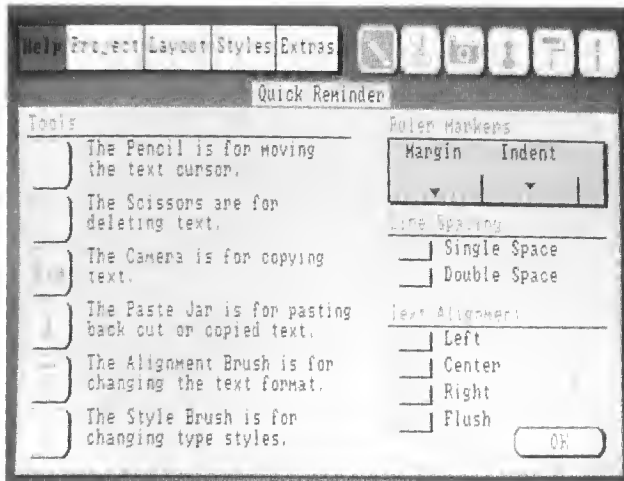 Help Project Layout Styles Extras
Quick Reminder
Tools
The Pencil is for moving
the text cursor.
The Scissors are for
deleting text.
The Camera is for copying
text.
The Paste Jar is for pasting
back cut or copied text.
The Alignment Brush is for
changing the text format.
The Style Brush is for
changing type styles.
Ruler Markers
Margin Indent
Line Spacing
Single Space
Double Space
Text Alignment
Left
Center
Right
Flush
OK